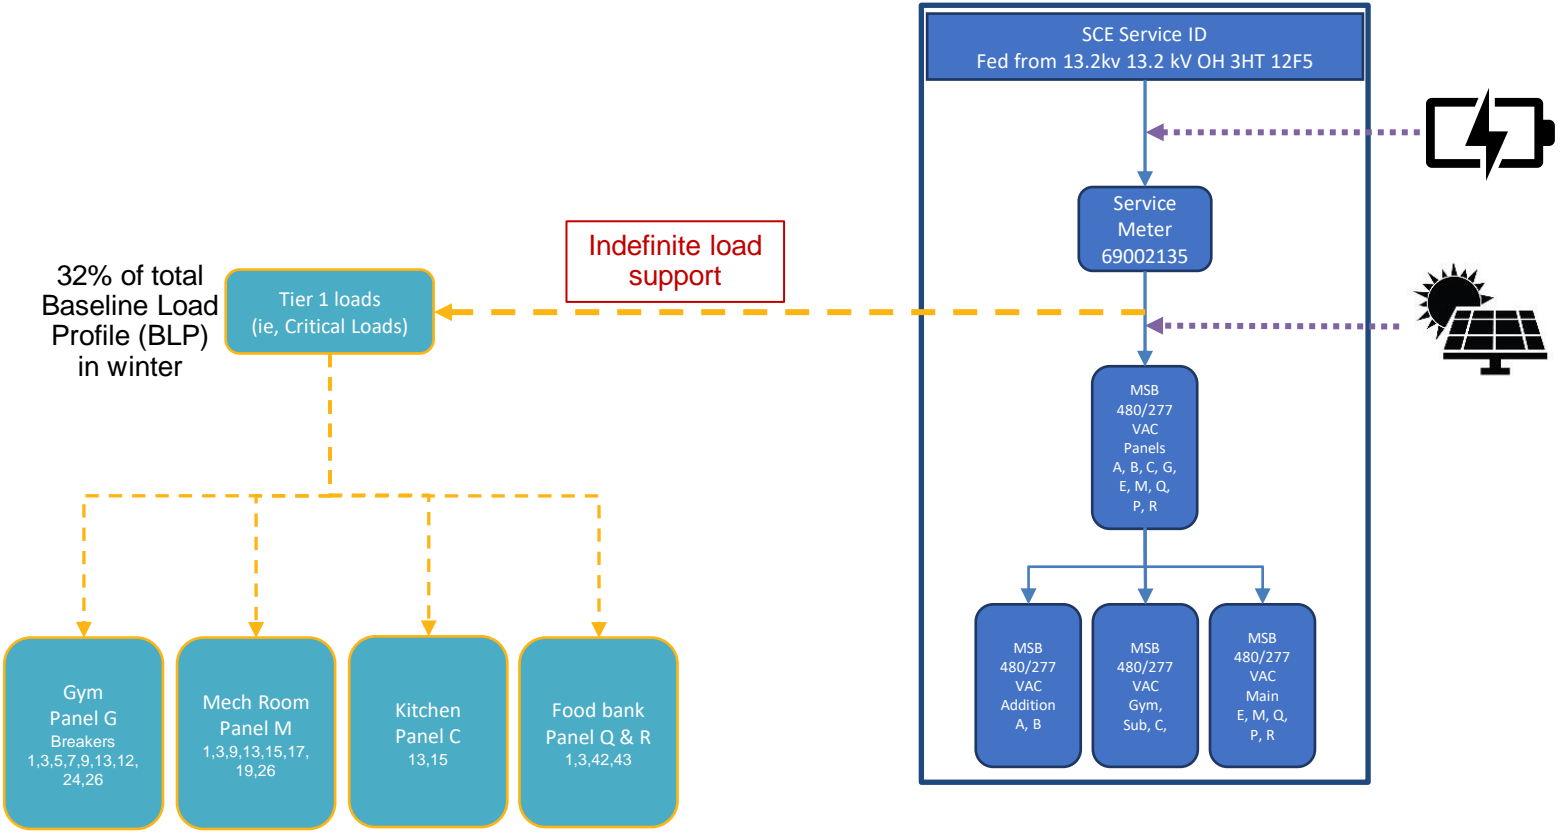 SCE Service ID
Fed from 13.2kv 13.2 kV OH 3HT 12F5
Service
Meter
69002135
Indefinite load
support
32% of total
Baseline Load
Profile (BLP)
in winter
Tier 1 loads
(ie, Critical Loads)
MSB
480/277
VAC
Panels
A, B, C, G,
E, M, Q,
P, R
MSB
480/277
VAC
Addition
A, B
MSB
480/277
VAC
Gym,
Sub, C,
MSB
480/277
VAC
Main
E, M, Q,
P, R
Gym
Panel G
Breakers
1,3,5,7,9,13,12,
24,26
Mech Room
Panel M
1,3,9,13,15,17,
19,26
Kitchen
Panel C
13,15
Food bank
Panel Q & R
1,3,42,43